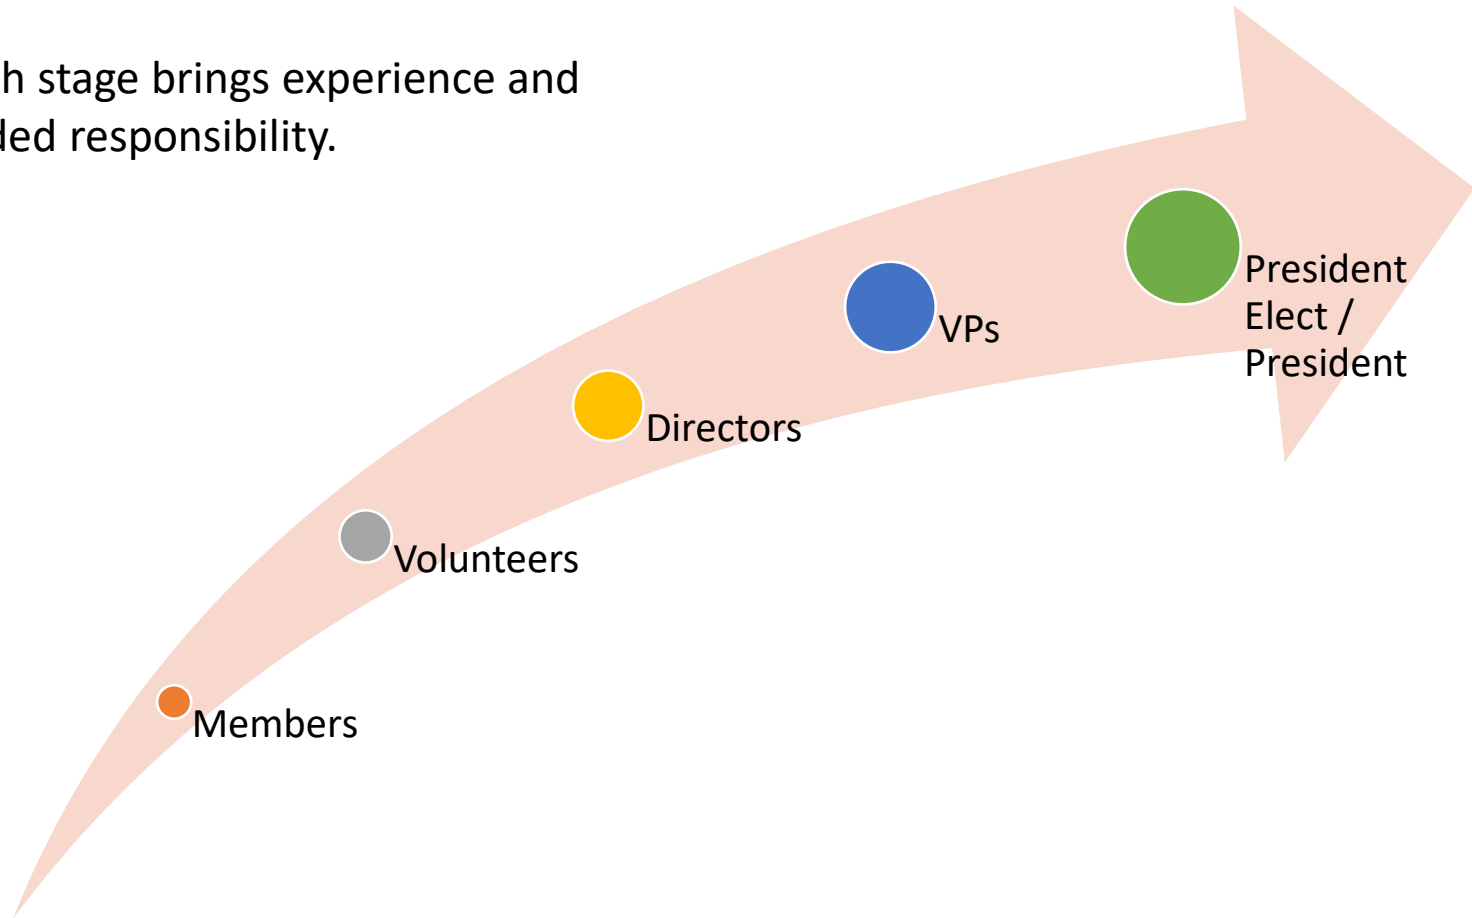 h stage brings experience and
ded responsibility.
President
Elect /
President
VPs
Directors
Volunteers
Members